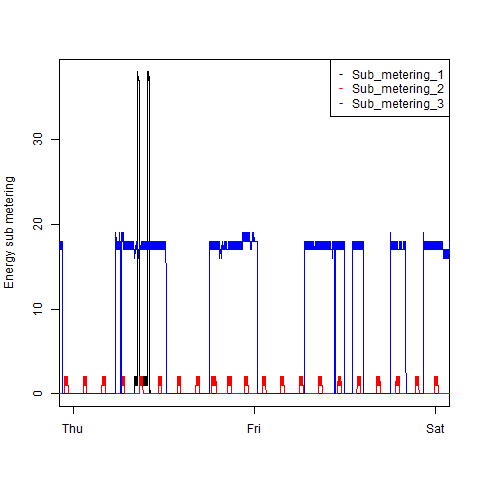 Sub_metering_1
Sub_metering_2
Sub_metering_3
Energy sub metering
30
20
10
0
Thu Fri Sat